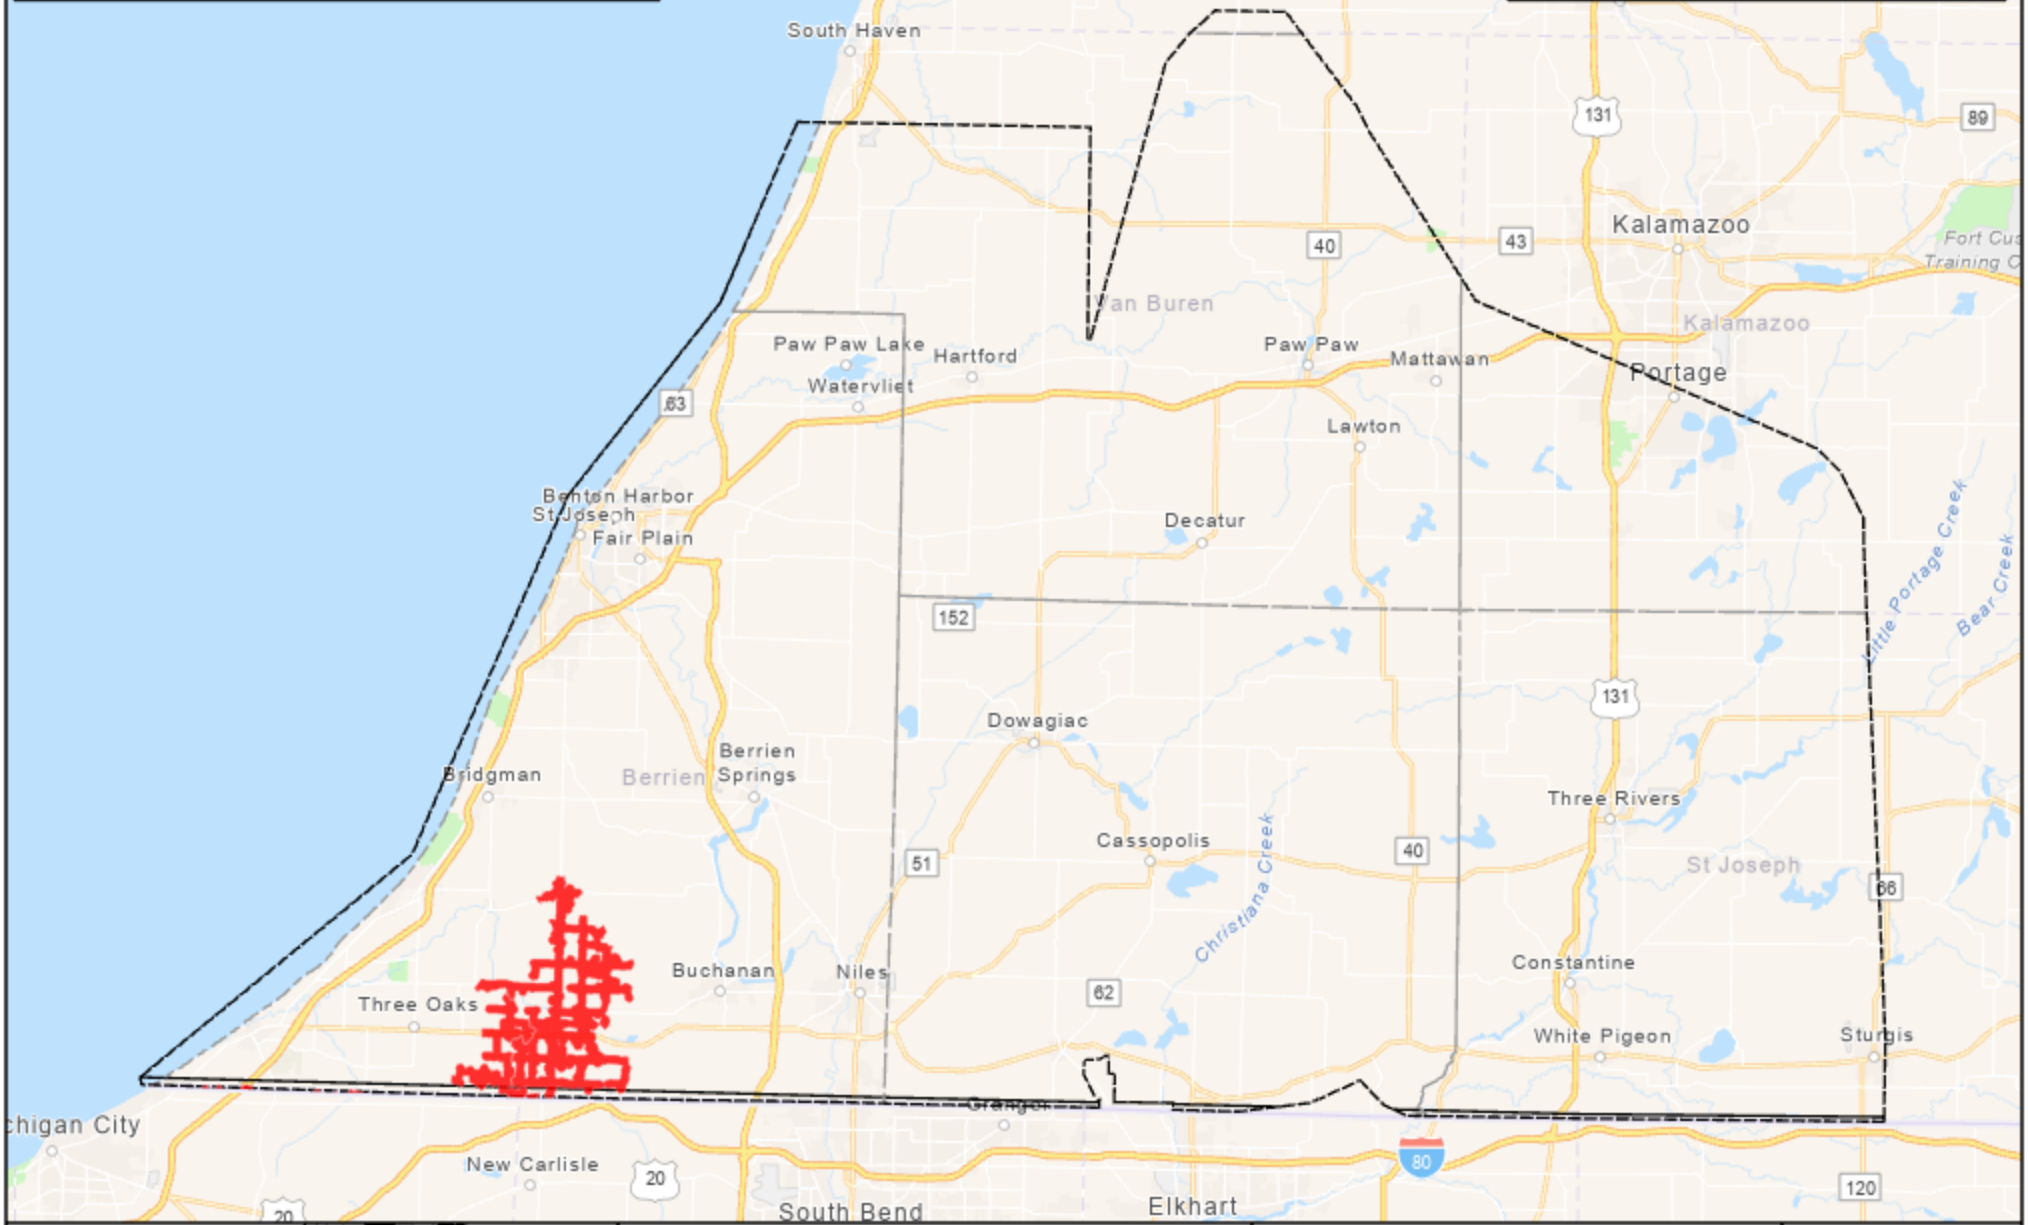 South Haven
131
89
Kalamazoo
40
43
Fort Cus
Training C
Van Buren
Kalamazoo
Paw Paw Lake
Hartford
Paw Paw
Mattawan
Portage
Watervliet
63
Lawton
Benton Harbor
St Joseph
Fair Plain
Decatur
Little Portage Creek
Bear Creek
152
131
Dowagiac
Berrien
Springs
Bridgman
Berrien
Three Rivers
Cassopolis
40
51
Christiana Creek
St Joseph
66
Buchanan
Niles
Constantine
62
Three Oaks
White Pigeon
Sturgis
Granger
chigan City
New Carlisle
20
80
120
20
South Bend
Elkhart